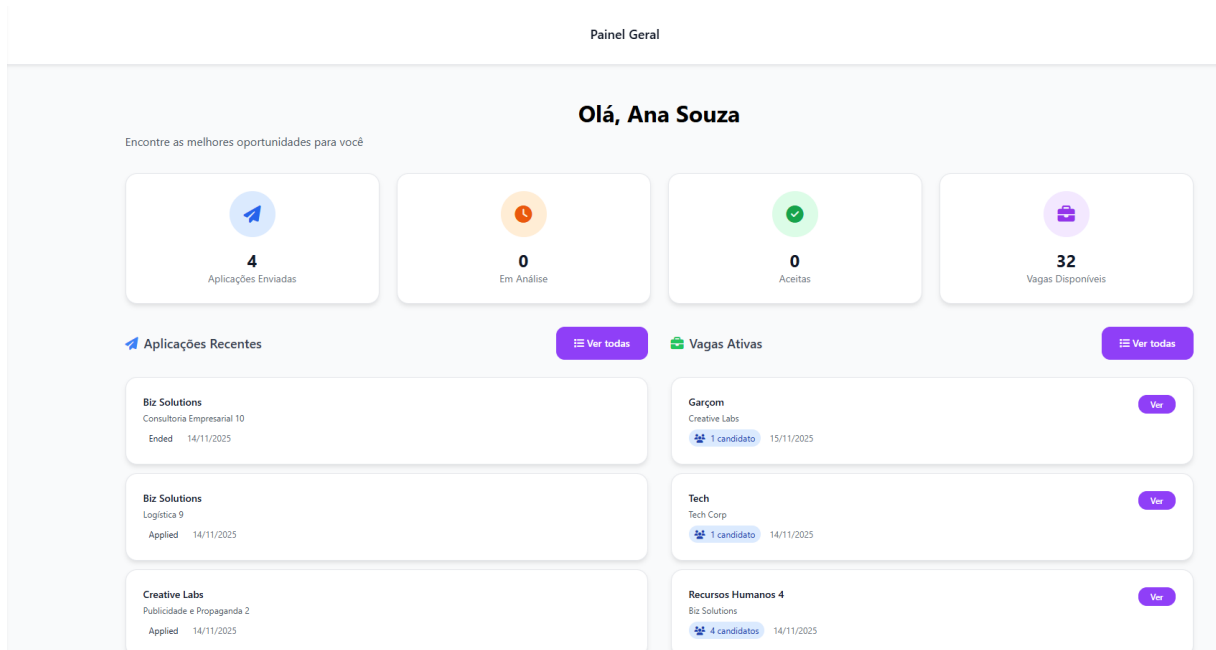 Painel Geral
Olá, Ana Souza
Encontre as melhores oportunidades para você
4
Aplicações Enviadas
0
Em Análise
0
Aceitas
32
Vagas Disponíveis
Aplicações Recentes
Ver todas
Biz Solutions
Consultoria Empresarial 10
Ended 14/11/2025
Biz Solutions
Logística 9
Applied 14/11/2025
Creative Labs
Publicidade e Propaganda 2
Applied 14/11/2025
Vagas Ativas
Ver todas
Garçom
Ver
Creative Labs
1 candidato 15/11/2025
Tech
Ver
Tech Corp
1 candidato 14/11/2025
Recursos Humanos 4
Ver
Biz Solutions
4 candidatos 14/11/2025